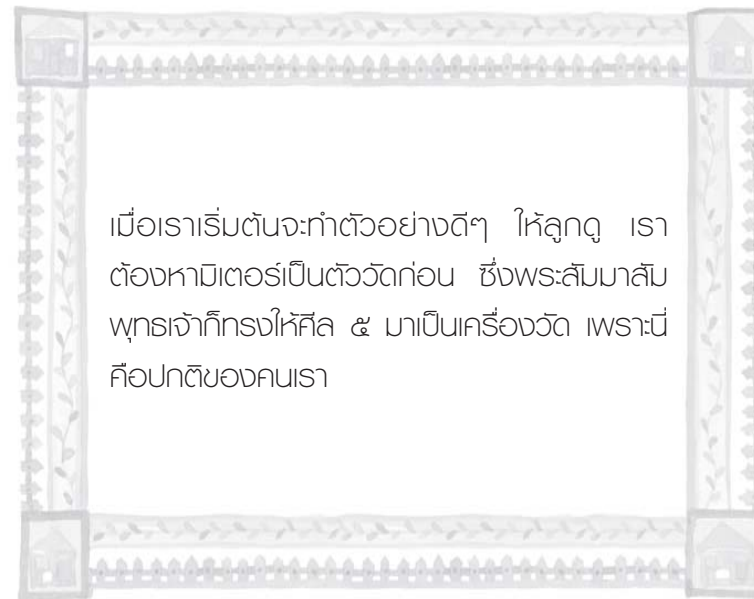 เมื่อเราเริ่มต้นจะทำตัวอย่างดีๆ ให้ลูกดู เรา
ต้องหามิเตอร์เป็นตัววัดก่อน ซึ่งพระสัมมาสัม
พุทธเจ้าก็ทรงให้ศีล ๕ มาเป็นเครื่องวัด เพราะนี่
คือปกติของคนเรา